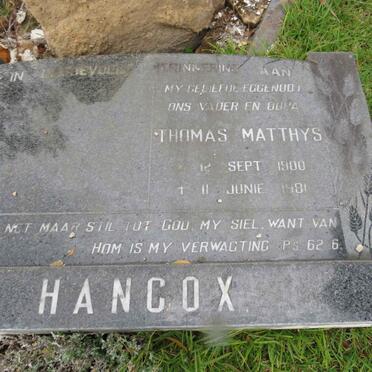 IN LIEFDEVOLLE HERINNERING AAN
MY GELIEFDE EGGENOOT
ONS VADER EN OUPA
THOMAS MATTHYS
12 SEPT 1900
11 JUNIE 1981
NET MAAR STIL TOT GOD, MY SIEL, WANT VAN
HOM IS MY VERWAGTING PS 62 6
HANCOX